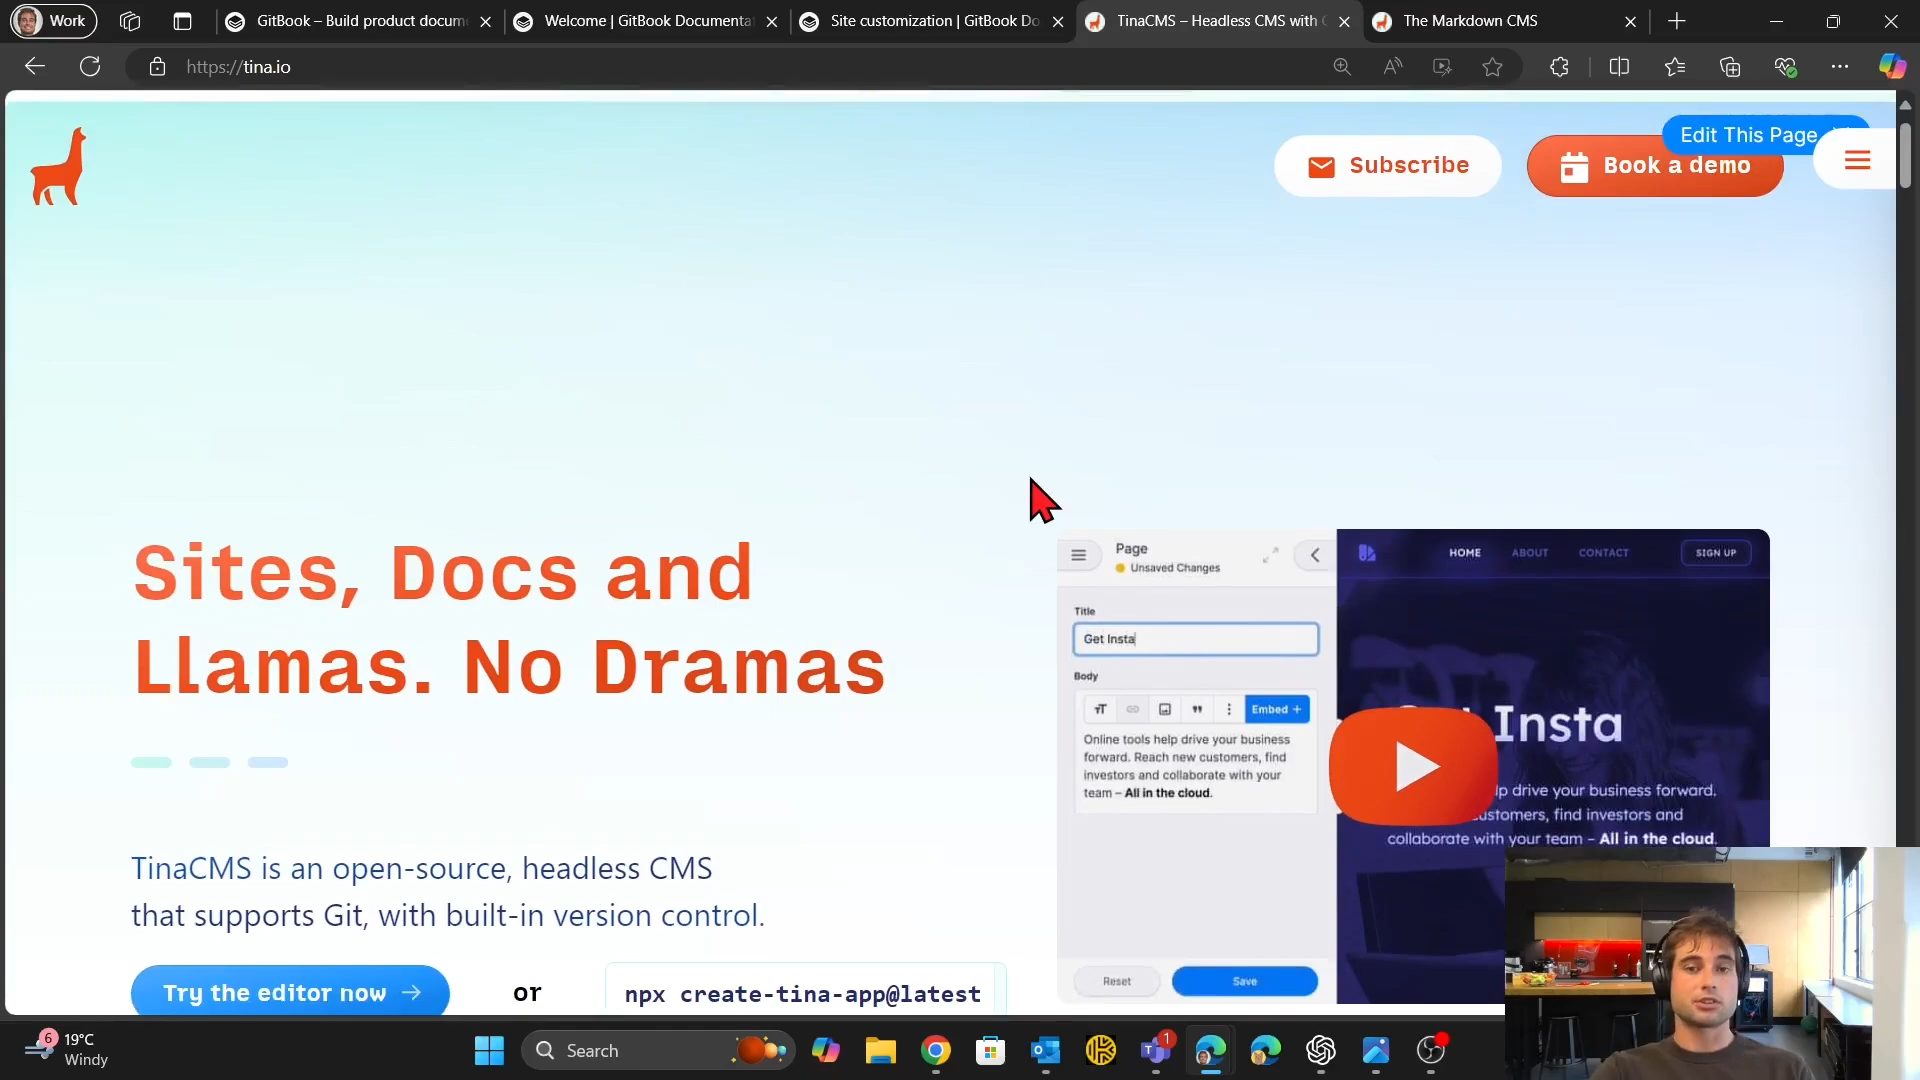 Work
GitBook – Build product docum
Welcome | GitBook Documenta
Site customization | GitBook Do
TinaCMS – Headless CMS with G
The Markdown CMS
https://tina.io
Edit This Page
Subscribe
Book a demo
Sites, Docs and
Llamas. No Dramas
TinaCMS is an open-source, headless CMS
that supports Git, with built-in version control.
Try the editor now →
or
npx create-tina-app@latest
Page
Unsaved Changes
Title
Get Insta
Body
Embed +
Online tools help drive your business
forward. Reach new customers, find
investors and collaborate with your
team – All in the cloud.
Reset
Save
HOME
ABOUT
CONTACT
SIGN UP
Insta
lp drive your business forward.
ustomers, find investors and
collaborate with your team – All in the cloud.
6
19°C
Windy
Search
1